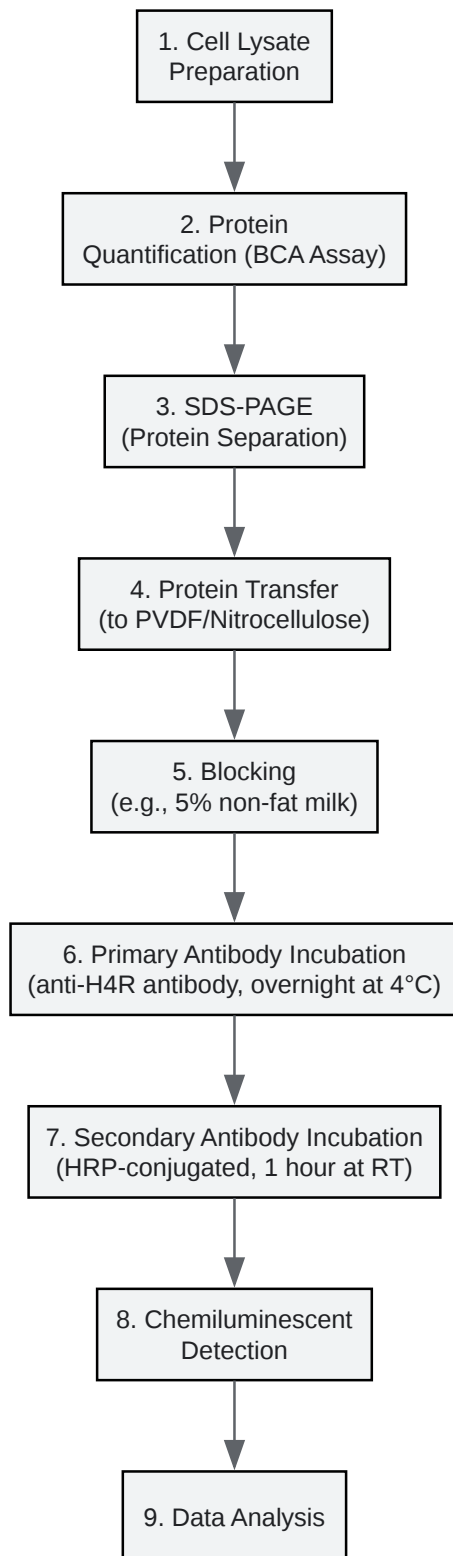 1. Cell Lysate
Preparation
2. Protein
Quantification (BCA Assay)
3. SDS-PAGE
(Protein Separation)
4. Protein Transfer
(to PVDF/Nitrocellulose)
5. Blocking
(e.g., 5% non-fat milk)
6. Primary Antibody Incubation
(anti-H4R antibody, overnight at 4°C)
7. Secondary Antibody Incubation
(HRP-conjugated, 1 hour at RT)
8. Chemiluminescent
Detection
9. Data Analysis